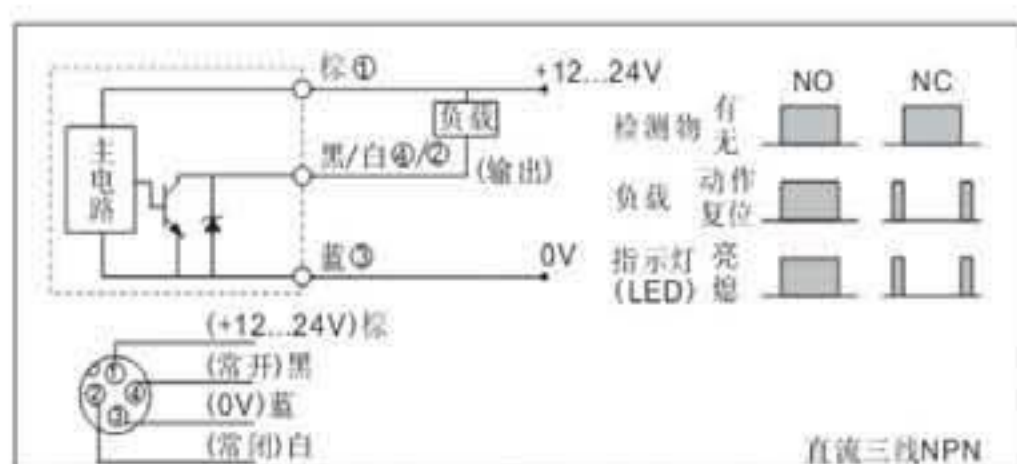 棕①
+12...24V
负载
主电路
黑/白④/②
(输出)
蓝③
0V
NO NC
检测物 有 无
负载 动作 复位
指示灯 (LED) 亮 熄
(+12...24V)棕
(常开)黑
(0V)蓝
(常闭)白
① ② ④ ③
直流三线NPN